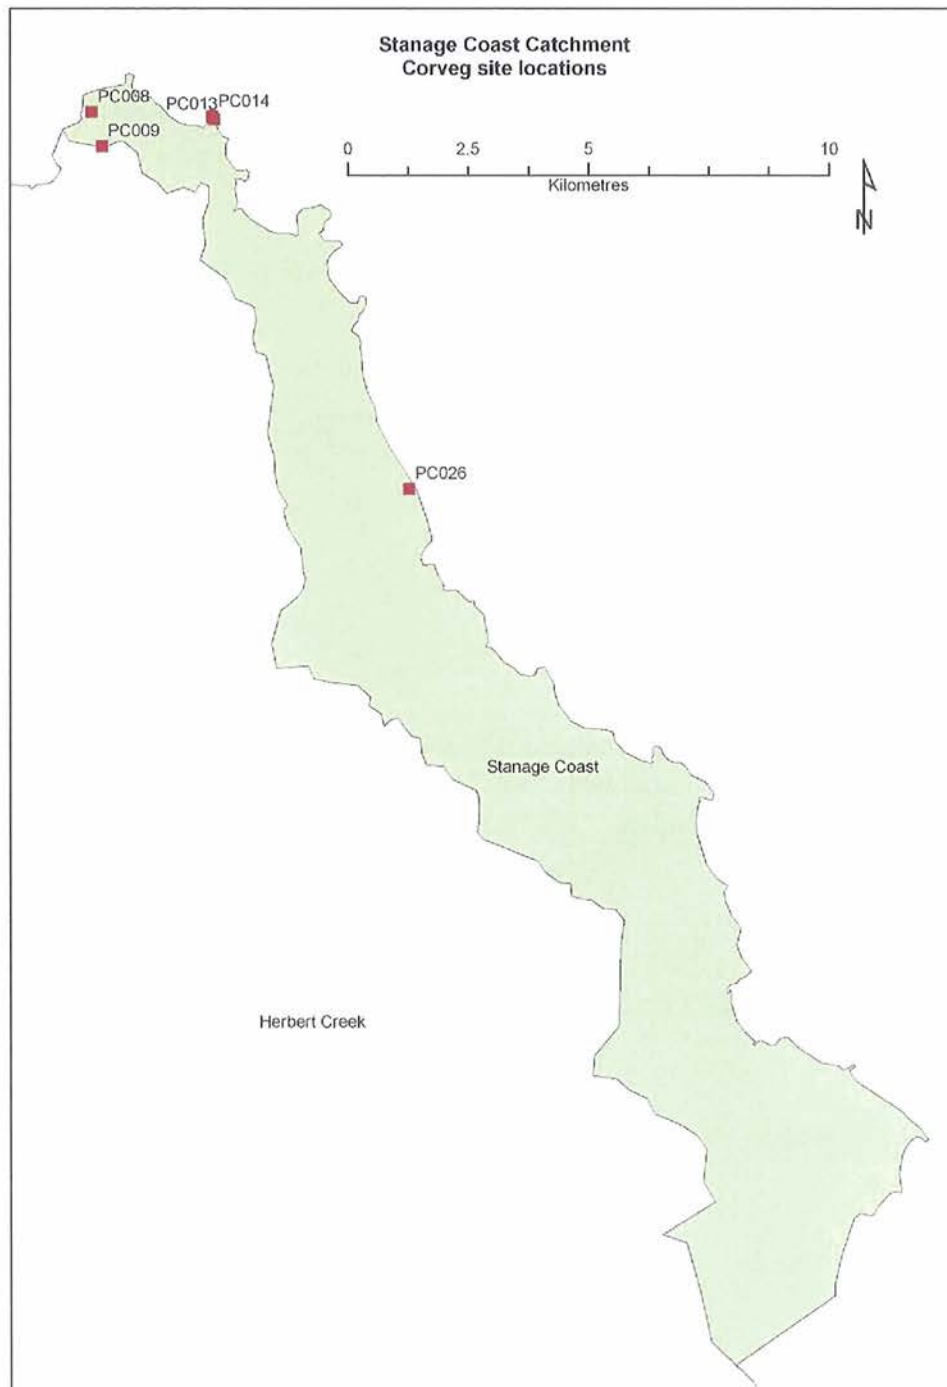 Stanage Coast Catchment
Corveg site locations
PC008
PC013 PC014
PC009
0 2.5 5 10
Kilometres
N
PC026
Stanage Coast
Herbert Creek